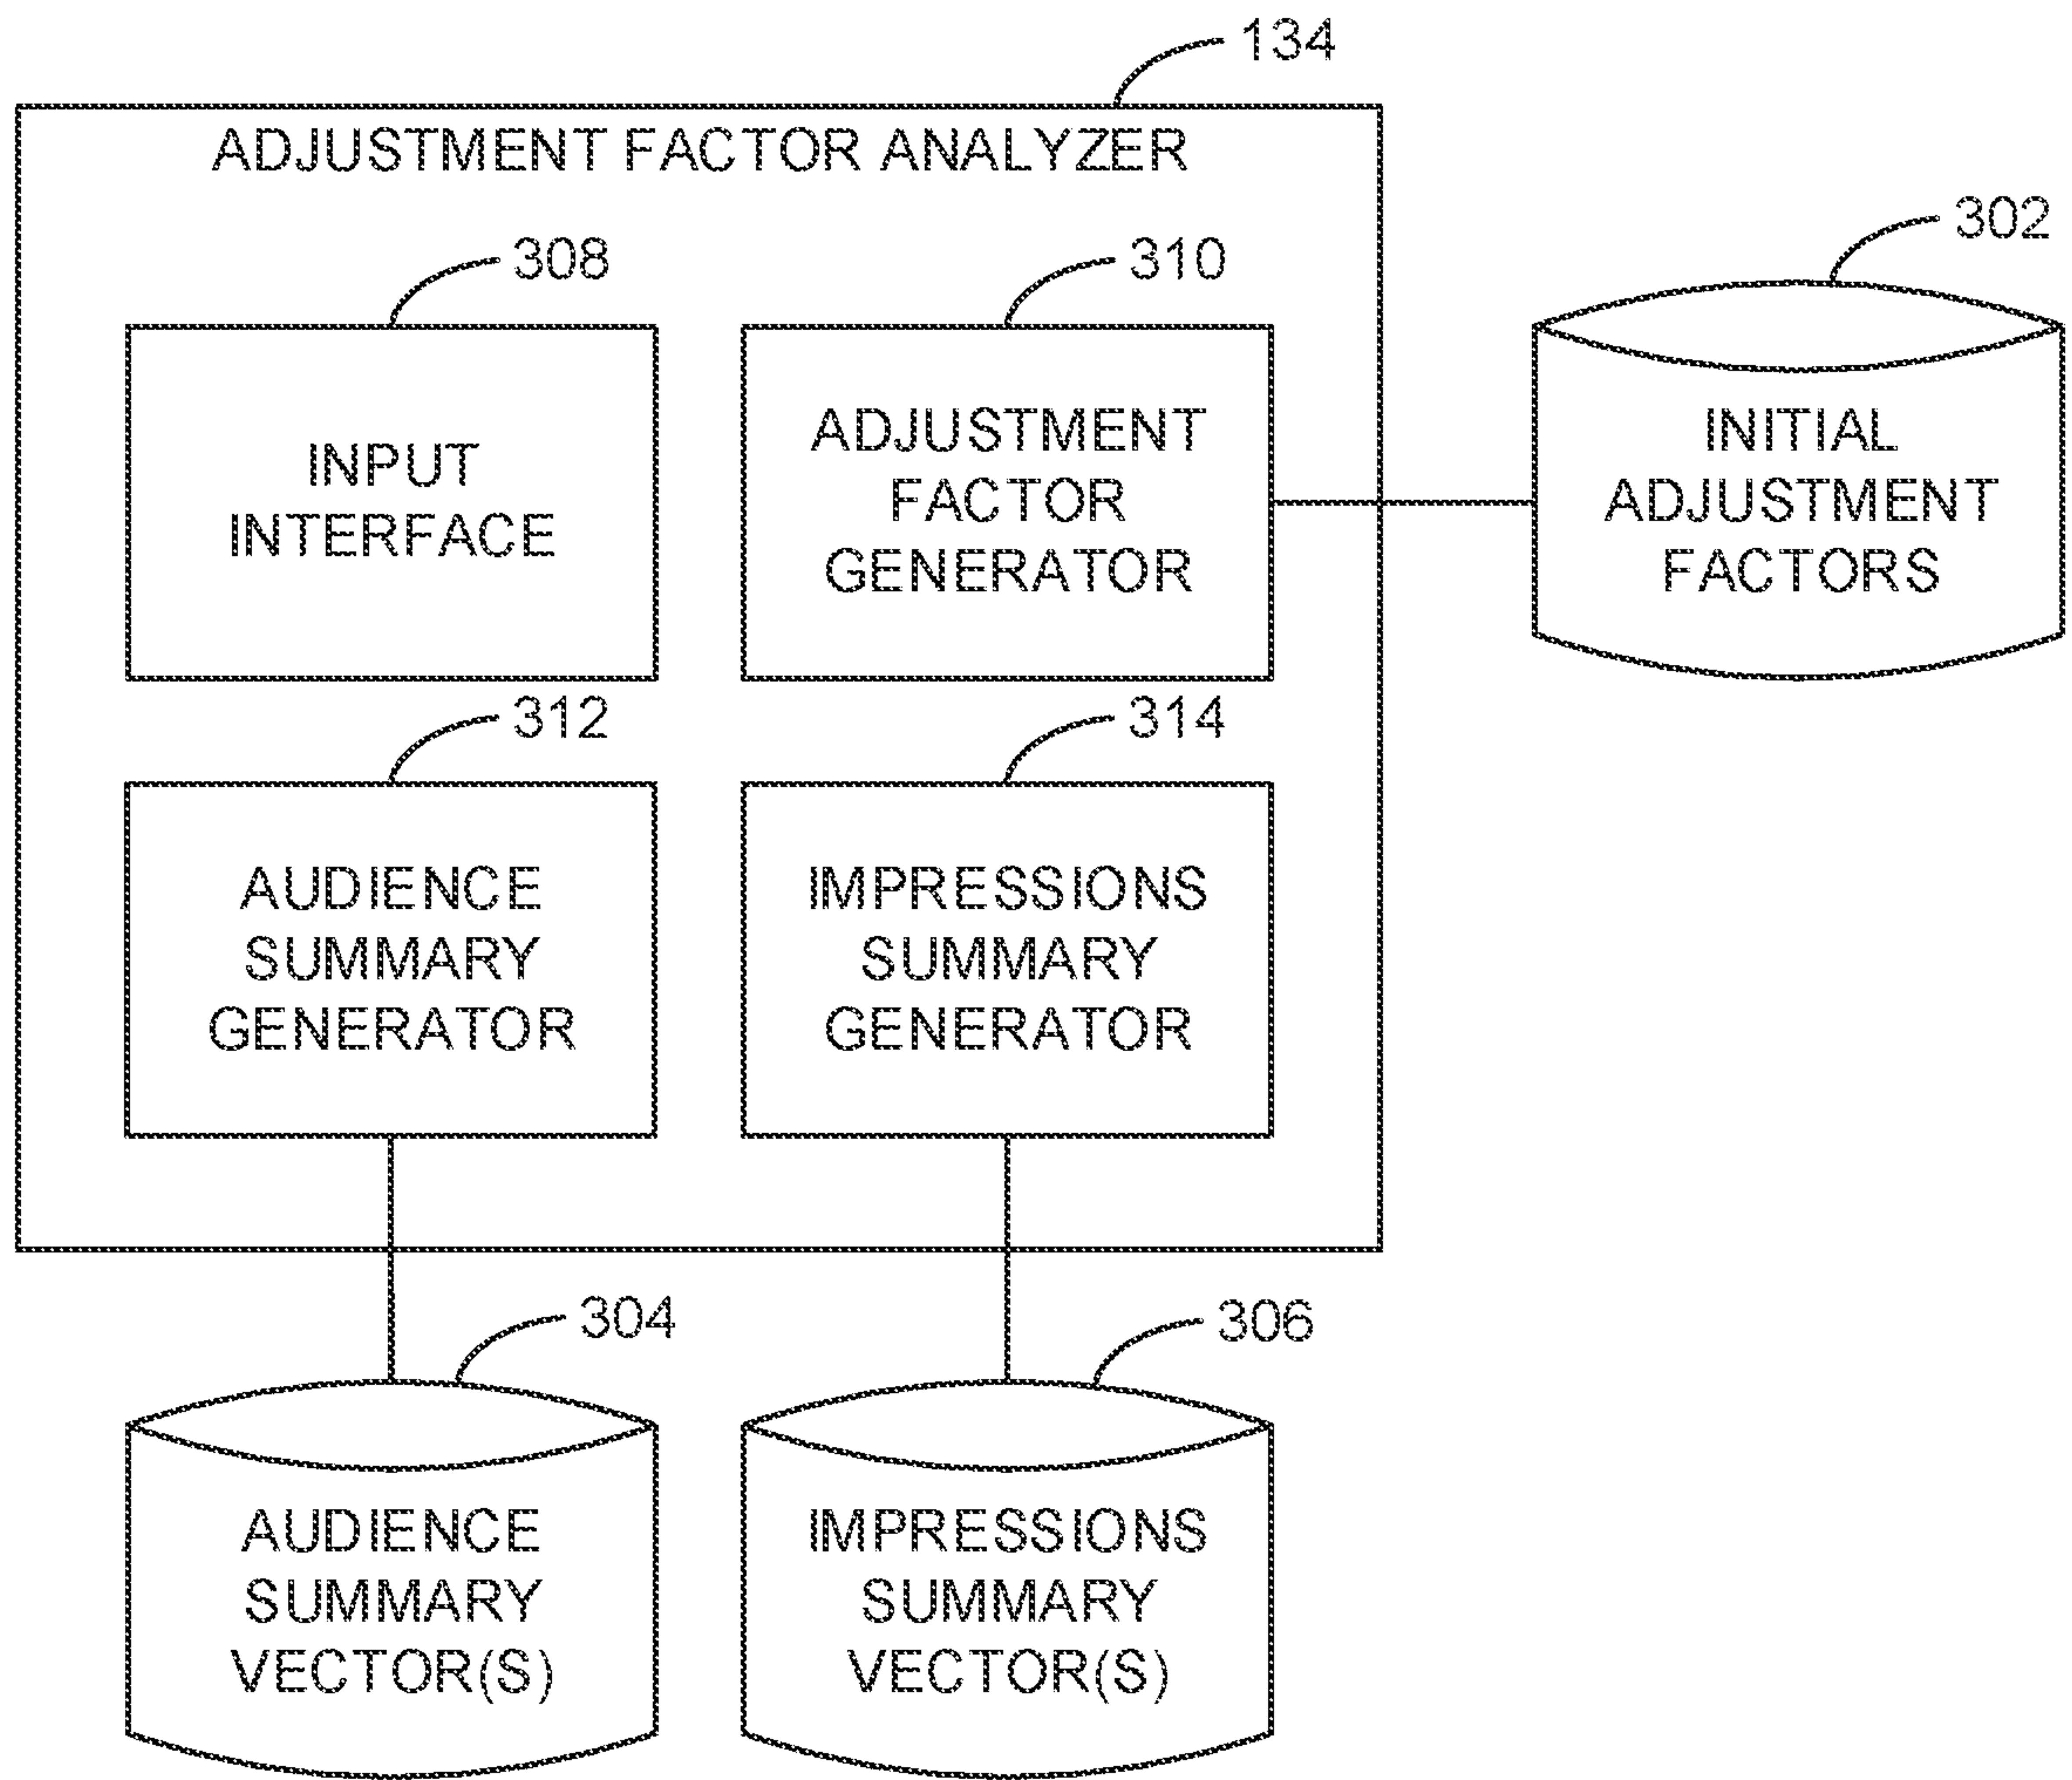 134
ADJUSTMENT FACTOR ANALYZER
302
308
310
INPUT
INTERFACE
ADJUSTMENT
FACTOR
GENERATOR
INITIAL
ADJUSTMENT
FACTORS
312
314
AUDIENCE
SUMMARY
GENERATOR
IMPRESSIONS
SUMMARY
GENERATOR
304
306
AUDIENCE
SUMMARY
VECTOR(S)
IMPRESSIONS
SUMMARY
VECTOR(S)